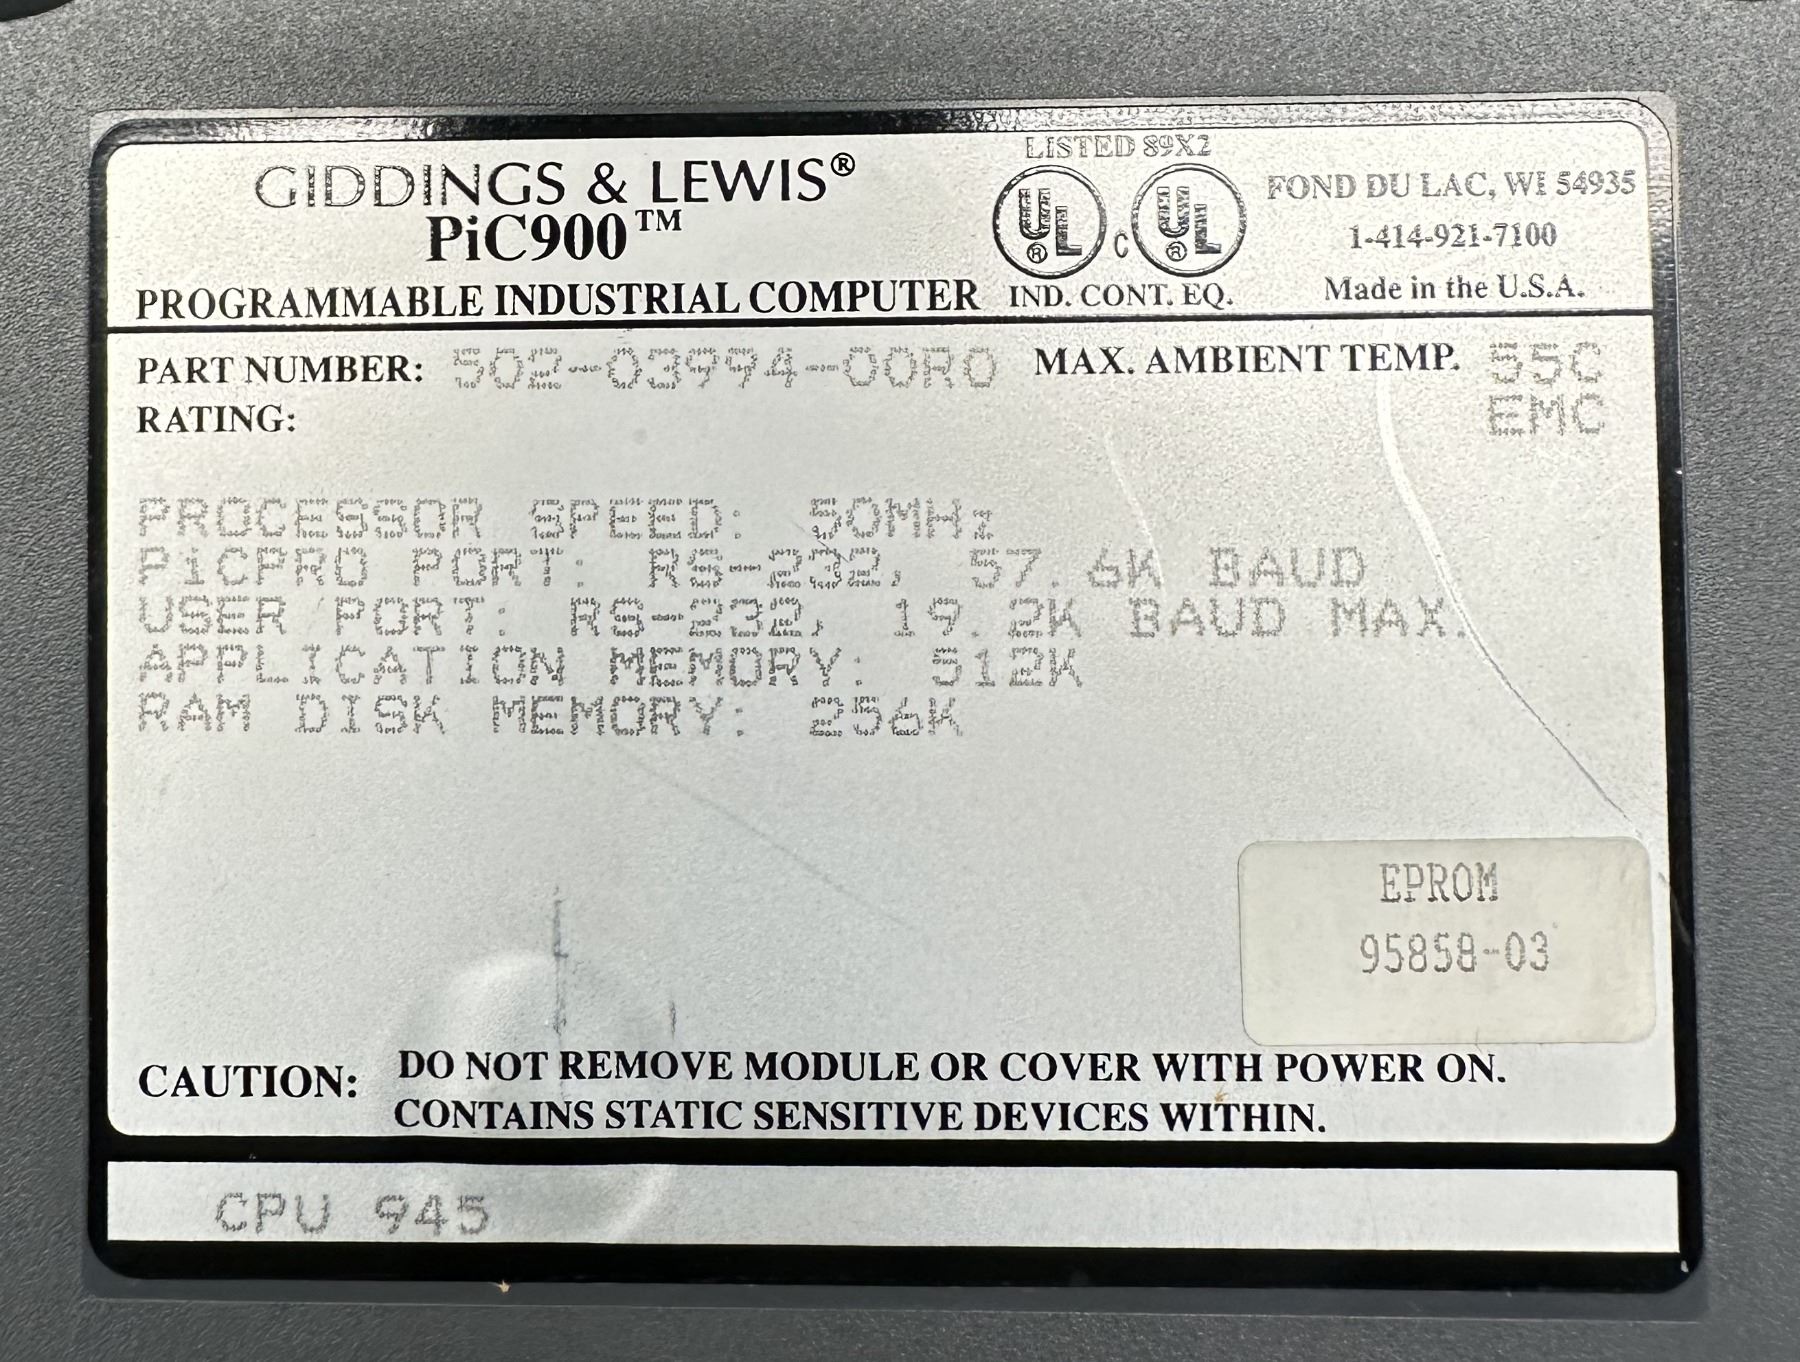 GIDDINGS & LEWIS®
PiC900™
PROGRAMMABLE INDUSTRIAL COMPUTER
LISTED 89X2
UL® C UL®
IND. CONT. EQ.
FOND DU LAC, WI 54935
1-414-921-7100
Made in the U.S.A.
PART NUMBER:
MAX. AMBIENT TEMP. 55C
EMC
RATING:
PROCESSOR SPEED:
PiCPRO PORT: RS-232, 57.6K BAUD
USER PORT: RS-232, 19.2K BAUD MAX.
APPLICATION MEMORY: 512K
RAM DISK MEMORY: 256K
EPROM
95858-03
CAUTION: DO NOT REMOVE MODULE OR COVER WITH POWER ON.
CONTAINS STATIC SENSITIVE DEVICES WITHIN.
CPU 945